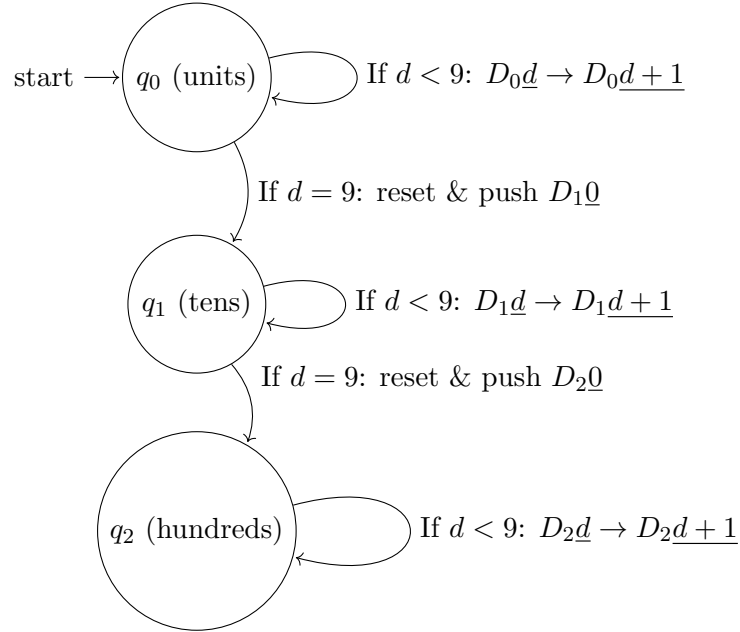 start
q₀ (units)
If d < 9: D₀d̲ → D₀d̲ ̲+̲ ̲1̲
If d = 9: reset & push D₁0̲
q₁ (tens)
If d < 9: D₁d̲ → D₁d̲ ̲+̲ ̲1̲
If d = 9: reset & push D₂0̲
q₂ (hundreds)
If d < 9: D₂d̲ → D₂d̲ ̲+̲ ̲1̲